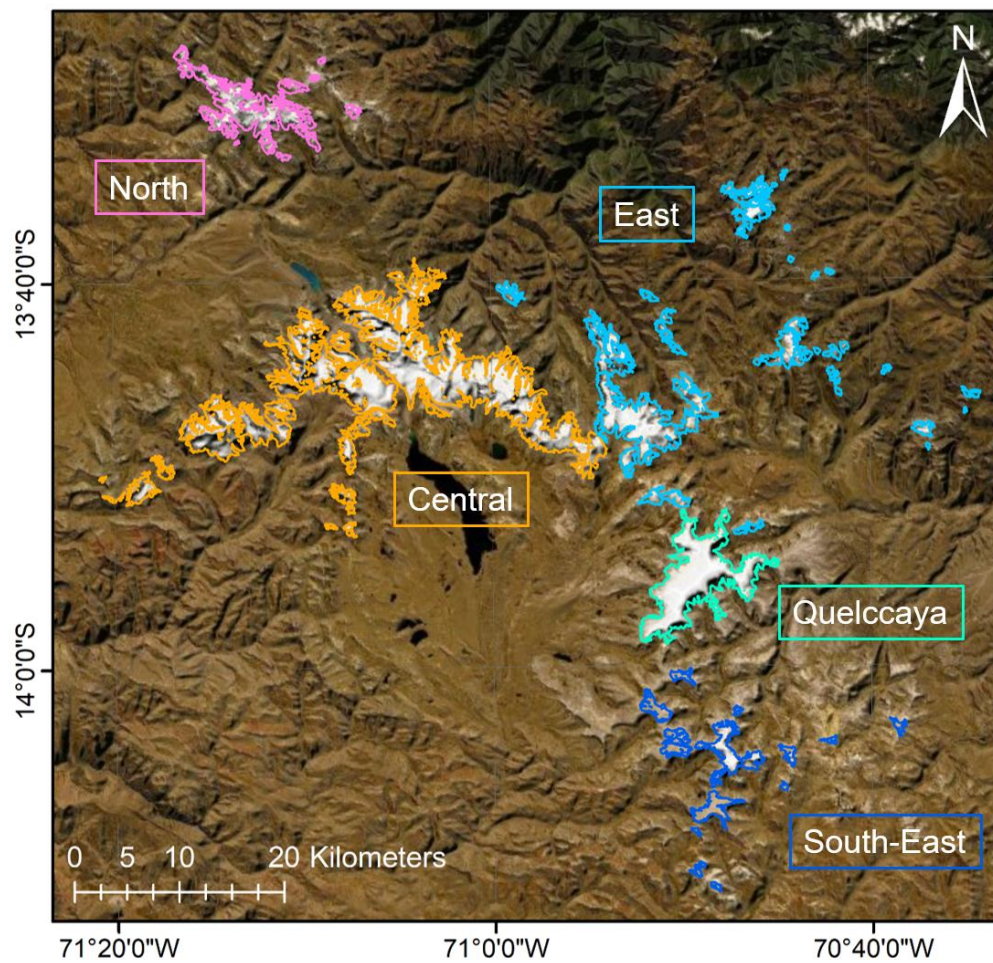 N
North
East
13°40'0"S
Central
Quelccaya
14°0'0"S
South-East
0 5 10 20 Kilometers
71°20'0"W 71°0'0"W 70°40'0"W